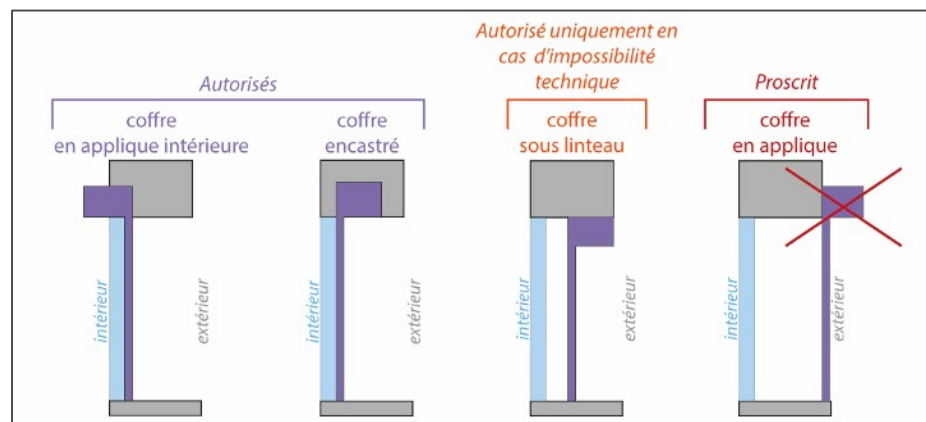 Autorisés
coffre
en applique intérieure
coffre
encastré
Autorisé uniquement en
cas d'impossibilité
technique
coffre
sous linteau
Proscrit
coffre
en applique
intérieur
extérieur
intérieur
extérieur
intérieur
extérieur
intérieur
extérieur